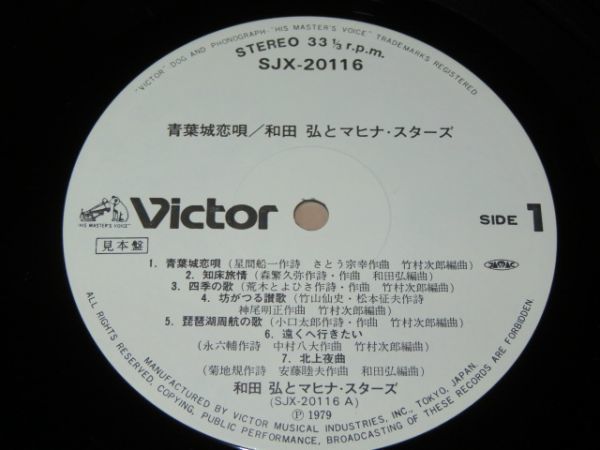 "VICTOR" DOG AND PHONOGRAPH·"HIS MASTER'S VOICE" TRADEMARKS REGISTERED
STEREO 33 1/3 r.p.m.
SJX-20116
青葉城恋唄/和田 弘とマヒナ・スターズ
"HIS MASTER'S VOICE"
Victor
SIDE 1
見本盤
1. 青葉城恋唄 (星間船一作詩 さとう宗幸作曲 竹村次郎編曲)
2. 知床旅情 (森繁久弥作詩・作曲 和田弘編曲)
3. 四季の歌 (荒木とよひさ作詩・作曲 竹村次郎編曲)
4. 坊がつる讃歌 (竹山仙史・松本征夫作詩
神尾明正作曲 竹村次郎編曲)
5. 琵琶湖周航の歌 (小口太郎作詩・作曲 竹村次郎編曲)
6. 遠くへ行きたい
(永六輔作詩 中村八大作曲 竹村次郎編曲)
7. 北上夜曲
(菊地規作詩 安藤睦夫作曲 和田弘編曲)
和田 弘とマヒナ・スターズ
(SJX-20116 A)
Ⓟ 1979
ALL RIGHTS RESERVED. MANUFACTURED BY VICTOR MUSICAL INDUSTRIES, INC., TOKYO, JAPAN.
COPYING, PUBLIC PERFORMANCE, BROADCASTING OF THESE RECORDS ARE FORBIDDEN.